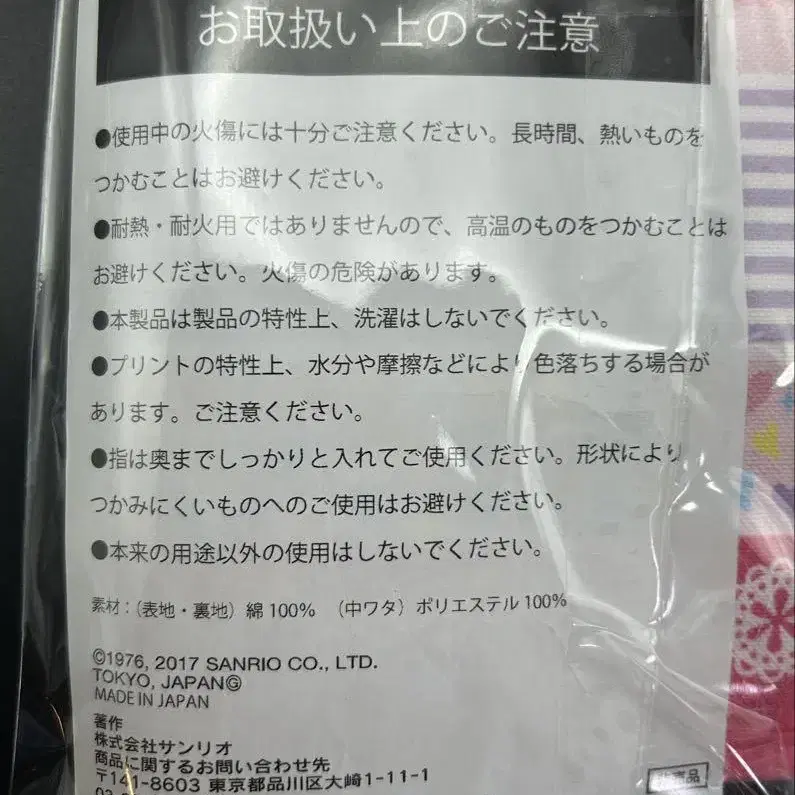 お取扱い上のご注意
●使用中の火傷には十分ご注意ください。長時間、熱いものを
つかむことはお避けください。
●耐熱・耐火用ではありませんので、高温のものをつかむことは
お避けください。火傷の危険があります。
●本製品は製品の特性上、洗濯はしないでください。
●プリントの特性上、水分や摩擦などにより色落ちする場合が
あります。ご注意ください。
●指は奥までしっかりと入れてご使用ください。形状により
つかみにくいものへのご使用はお避けください。
●本来の用途以外の使用はしないでください。
素材：（表地・裏地）綿 100％ （中ワタ）ポリエステル 100％
©1976, 2017 SANRIO CO., LTD.
TOKYO, JAPANⒼ
MADE IN JAPAN
著作
株式会社サンリオ
商品に関するお問い合わせ先
〒141-8603 東京都品川区大崎1-11-1
非売品